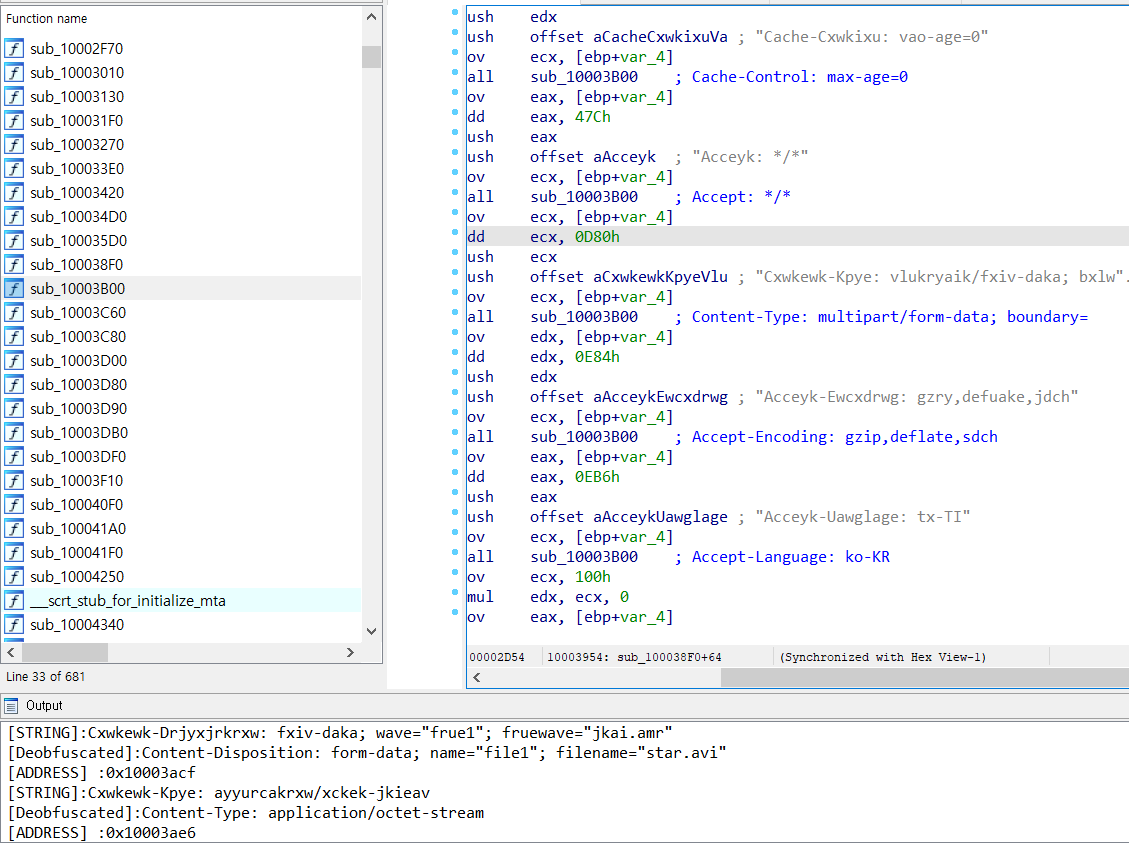 Function name
sub_10002F70
sub_10003010
sub_10003130
sub_100031F0
sub_10003270
sub_100033E0
sub_10003420
sub_100034D0
sub_100035D0
sub_100038F0
sub_10003B00
sub_10003C60
sub_10003C80
sub_10003D00
sub_10003D80
sub_10003D90
sub_10003DB0
sub_10003DF0
sub_10003F10
sub_100040F0
sub_100041A0
sub_100041F0
sub_10004250
__scrt_stub_for_initialize_mta
sub_10004340
Line 33 of 681
ush edx
ush offset aCacheCxwkixuVa ; "Cache-Cxwkixu: vao-age=0"
ov ecx, [ebp+var_4]
all sub_10003B00 ; Cache-Control: max-age=0
ov eax, [ebp+var_4]
dd eax, 47Ch
ush eax
ush offset aAcceyk ; "Acceyk: */*"
ov ecx, [ebp+var_4]
all sub_10003B00 ; Accept: */*
ov ecx, [ebp+var_4]
dd ecx, 0D80h
ush ecx
ush offset aCxwkewkKpyeVlu ; "Cxwkewk-Kpye: vlukryaik/fxiv-daka; bxlw".
ov ecx, [ebp+var_4]
all sub_10003B00 ; Content-Type: multipart/form-data; boundary=
ov edx, [ebp+var_4]
dd edx, 0E84h
ush edx
ush offset aAcceykEwcxdrwg ; "Acceyk-Ewcxdrwg: gzry,defuake,jdch"
ov ecx, [ebp+var_4]
all sub_10003B00 ; Accept-Encoding: gzip,deflate,sdch
ov eax, [ebp+var_4]
dd eax, 0EB6h
ush eax
ush offset aAcceykUawglage ; "Acceyk-Uawglage: tx-TI"
ov ecx, [ebp+var_4]
all sub_10003B00 ; Accept-Language: ko-KR
ov ecx, 100h
mul edx, ecx, 0
ov eax, [ebp+var_4]
00002D54 10003954: sub_100038F0+64 (Synchronized with Hex View-1)
Output
[STRING]:Cxwkewk-Drjyxjrkrxw: fxiv-daka; wave="frue1"; fruewave="jkai.amr"
[Deobfuscated]:Content-Disposition: form-data; name="file1"; filename="star.avi"
[ADDRESS] :0x10003acf
[STRING]:Cxwkewk-Kpye: ayyurcakrxw/xckek-jkieav
[Deobfuscated]:Content-Type: application/octet-stream
[ADDRESS] :0x10003ae6